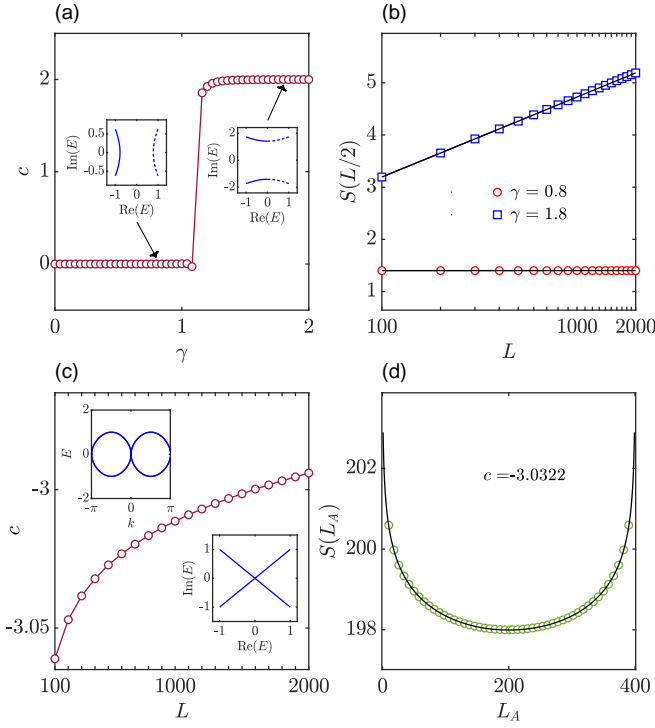 (a)
2
1
0
c
0
1
2
γ
0.5
0
-0.5
Im(E)
-1 0 1
Re(E)
2
0
-2
Im(E)
-1 0 1
Re(E)
(b)
5
4
3
2
1
S(L/2)
γ = 0.8
γ = 1.8
100
1000
2000
L
(c)
-3
-3.05
c
100
1000
2000
L
2
0
-2
E
-π 0 π
k
1
0
-1
Im(E)
-1 0 1
Re(E)
(d)
202
200
198
S(L_A)
c =-3.0322
0 200 400
L_A